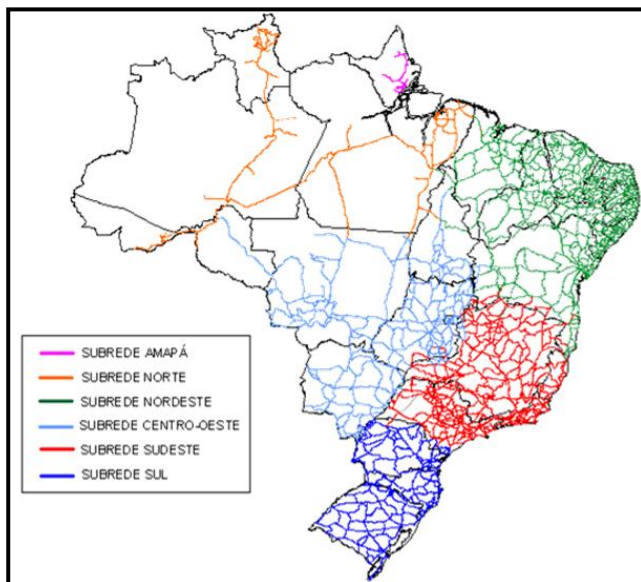 SUBREDE AMAPÁ
SUBREDE NORTE
SUBREDE NORDESTE
SUBREDE CENTRO-OESTE
SUBREDE SUDESTE
SUBREDE SUL